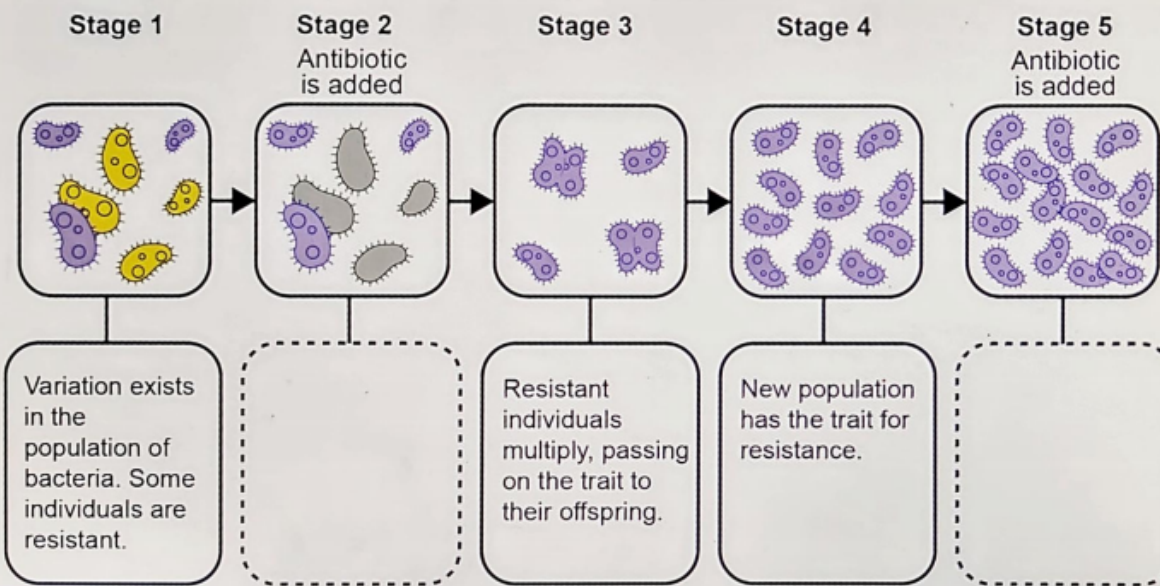 Stage 1
Stage 2
Antibiotic
is added
Stage 3
Stage 4
Stage 5
Antibiotic
is added
Variation exists
in the
population of
bacteria. Some
individuals are
resistant.
Resistant
individuals
multiply, passing
on the trait to
their offspring.
New population
has the trait for
resistance.